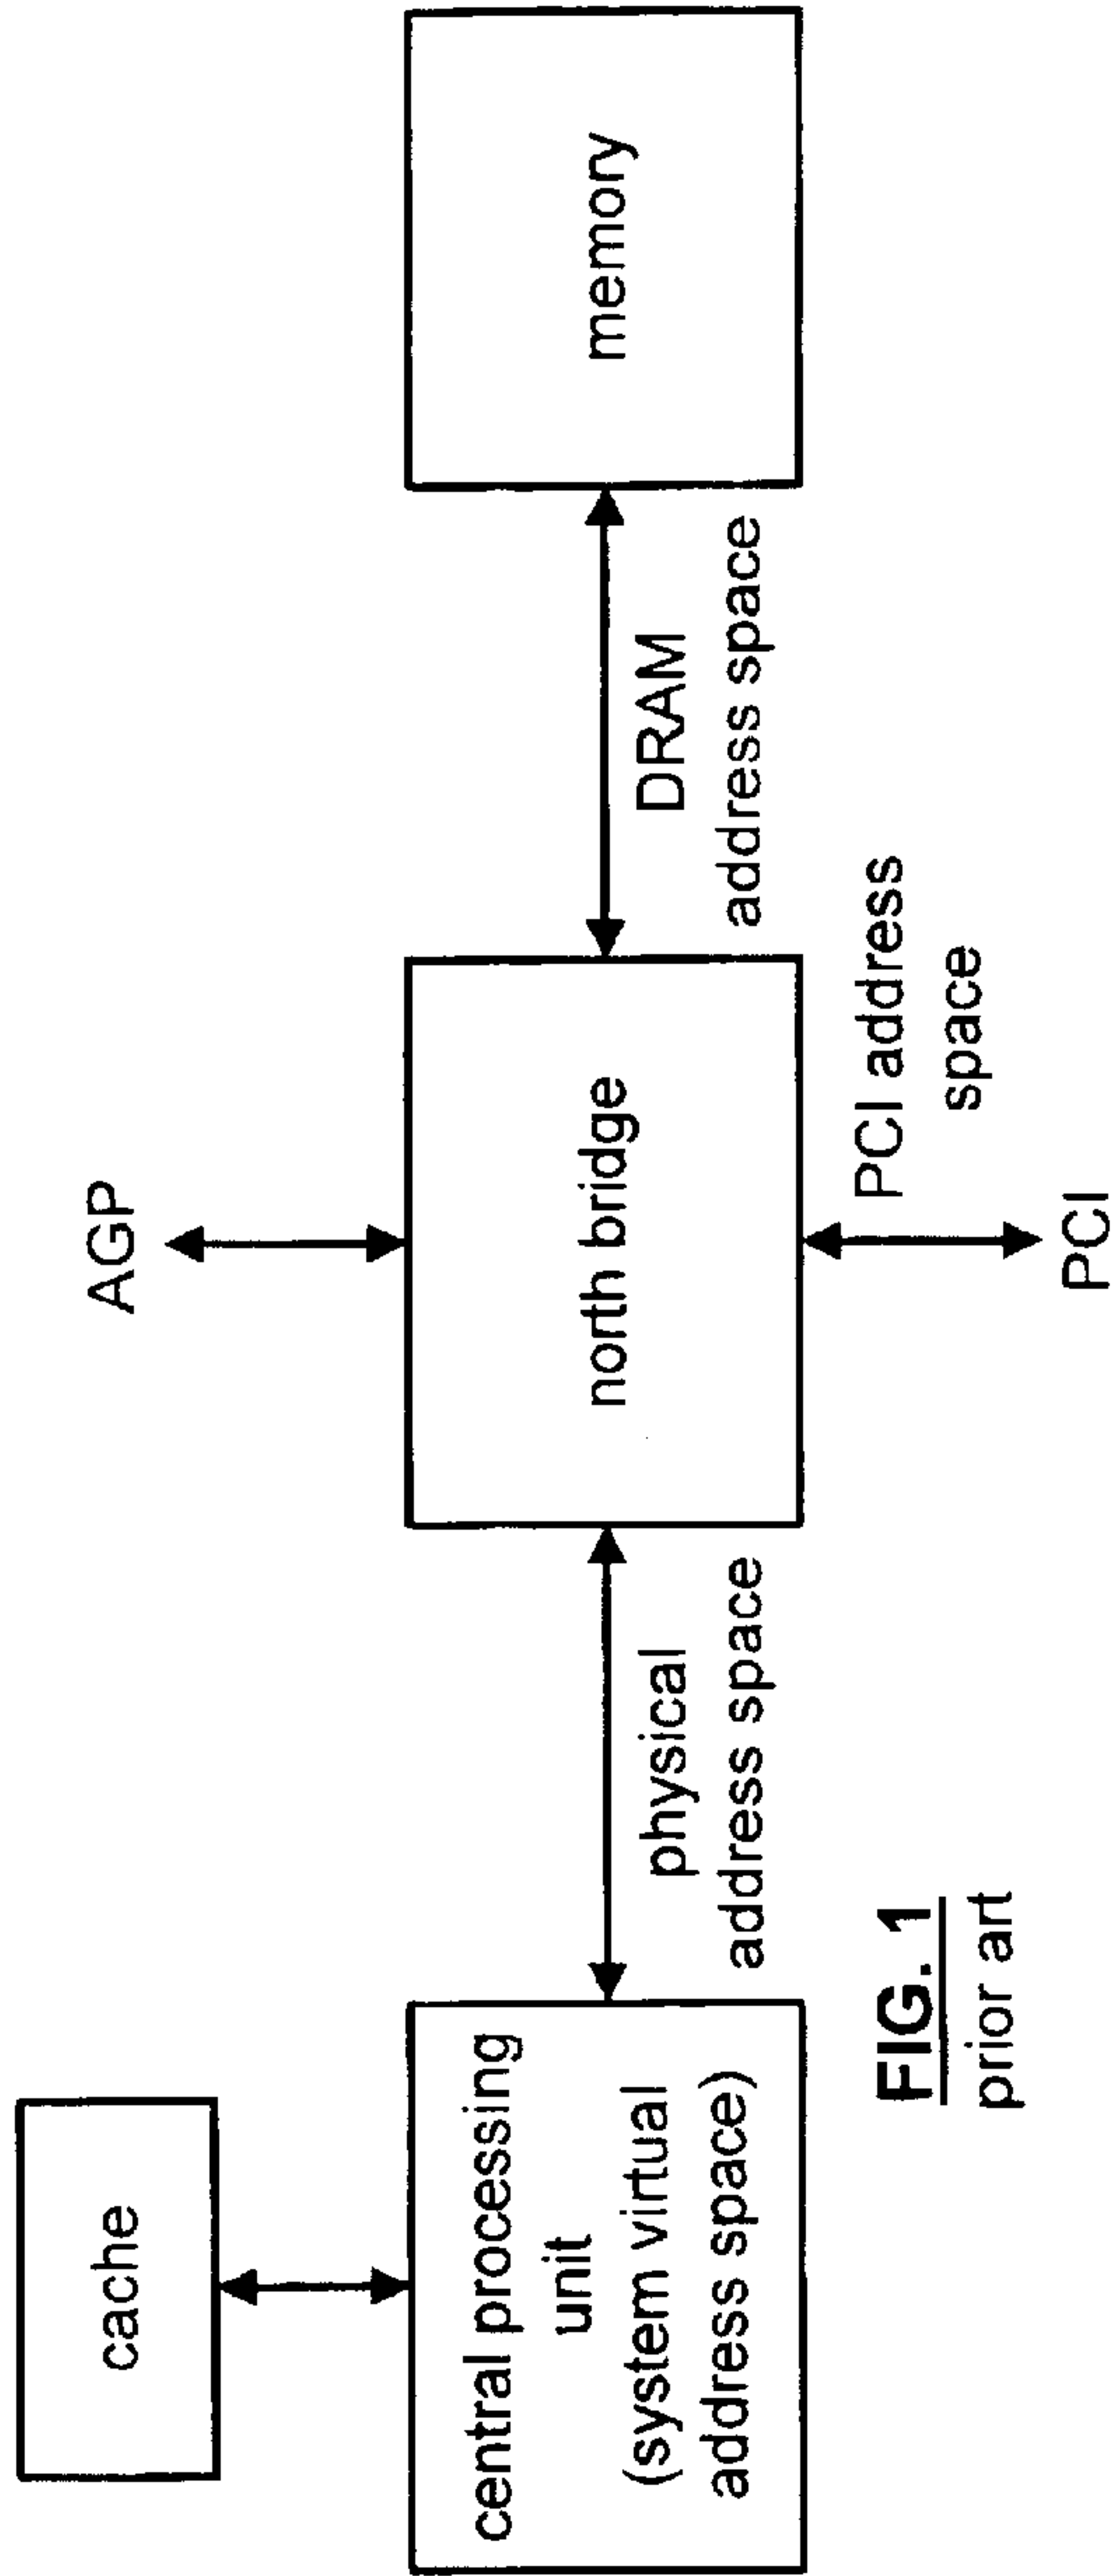 cache
central processing
unit
(system virtual
address space)
physical
address space
AGP
north bridge
PCI address
space
PCI
DRAM
address space
memory
FIG. 1
prior art